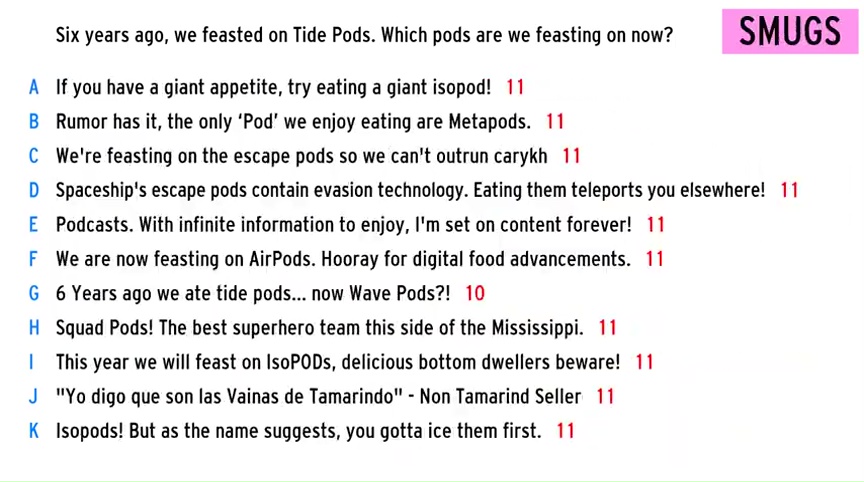 Six years ago, we feasted on Tide Pods. Which pods are we feasting on now?
SMUGS
A If you have a giant appetite, try eating a giant isopod! 11
B Rumor has it, the only ‘Pod’ we enjoy eating are Metapods. 11
C We're feasting on the escape pods so we can't outrun carykh 11
D Spaceship's escape pods contain evasion technology. Eating them teleports you elsewhere! 11
E Podcasts. With infinite information to enjoy, I'm set on content forever! 11
F We are now feasting on AirPods. Hooray for digital food advancements. 11
G 6 Years ago we ate tide pods... now Wave Pods?! 10
H Squad Pods! The best superhero team this side of the Mississippi. 11
I This year we will feast on IsoPODs, delicious bottom dwellers beware! 11
J "Yo digo que son las Vainas de Tamarindo" - Non Tamarind Seller 11
K Isopods! But as the name suggests, you gotta ice them first. 11